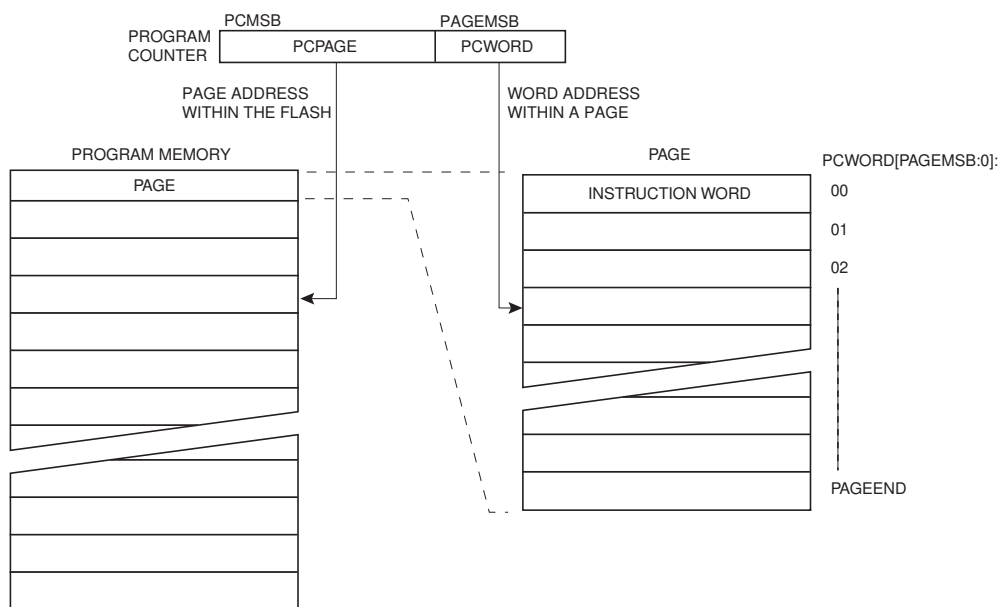 PCMSB
PAGEMSB
PROGRAM
COUNTER
PCPAGE
PCWORD
PAGE ADDRESS
WITHIN THE FLASH
WORD ADDRESS
WITHIN A PAGE
PROGRAM MEMORY
PAGE
PAGE
INSTRUCTION WORD
PCWORD[PAGEMSB:0]:
00
01
02
PAGEEND